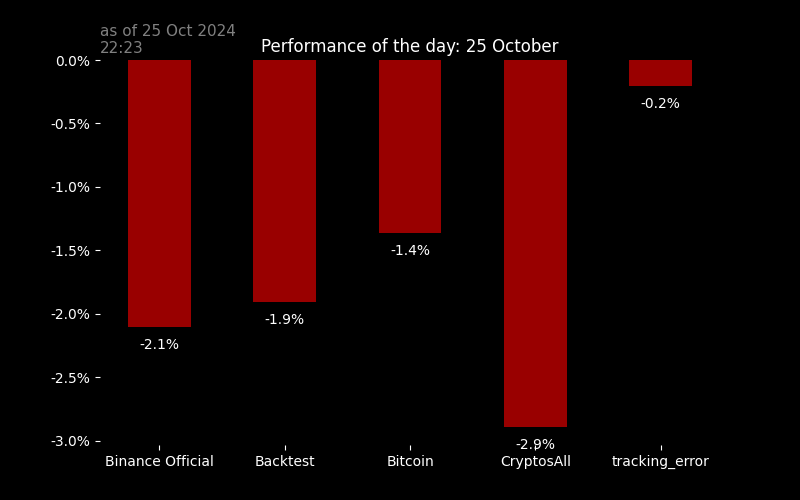 as of 25 Oct 2024
22:23
Performance of the day: 25 October
0.0%
-0.5%
-1.0%
-1.5%
-2.0%
-2.5%
-3.0%
-2.1%
-1.9%
-1.4%
-2.9%
-0.2%
Binance Official
Backtest
Bitcoin
CryptosAll
tracking_error